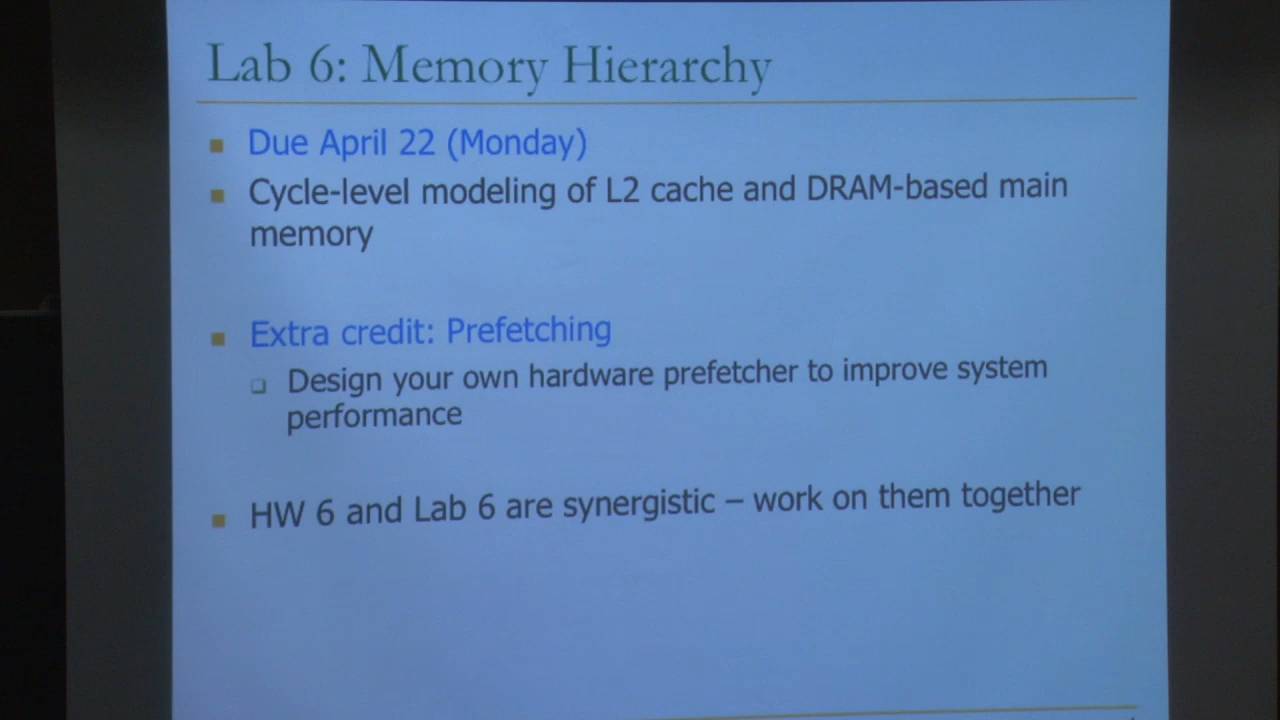 Lab 6: Memory Hierarchy
Due April 22 (Monday)
Cycle-level modeling of L2 cache and DRAM-based main
memory
Extra credit: Prefetching
Design your own hardware prefetcher to improve system
performance
HW 6 and Lab 6 are synergistic – work on them together